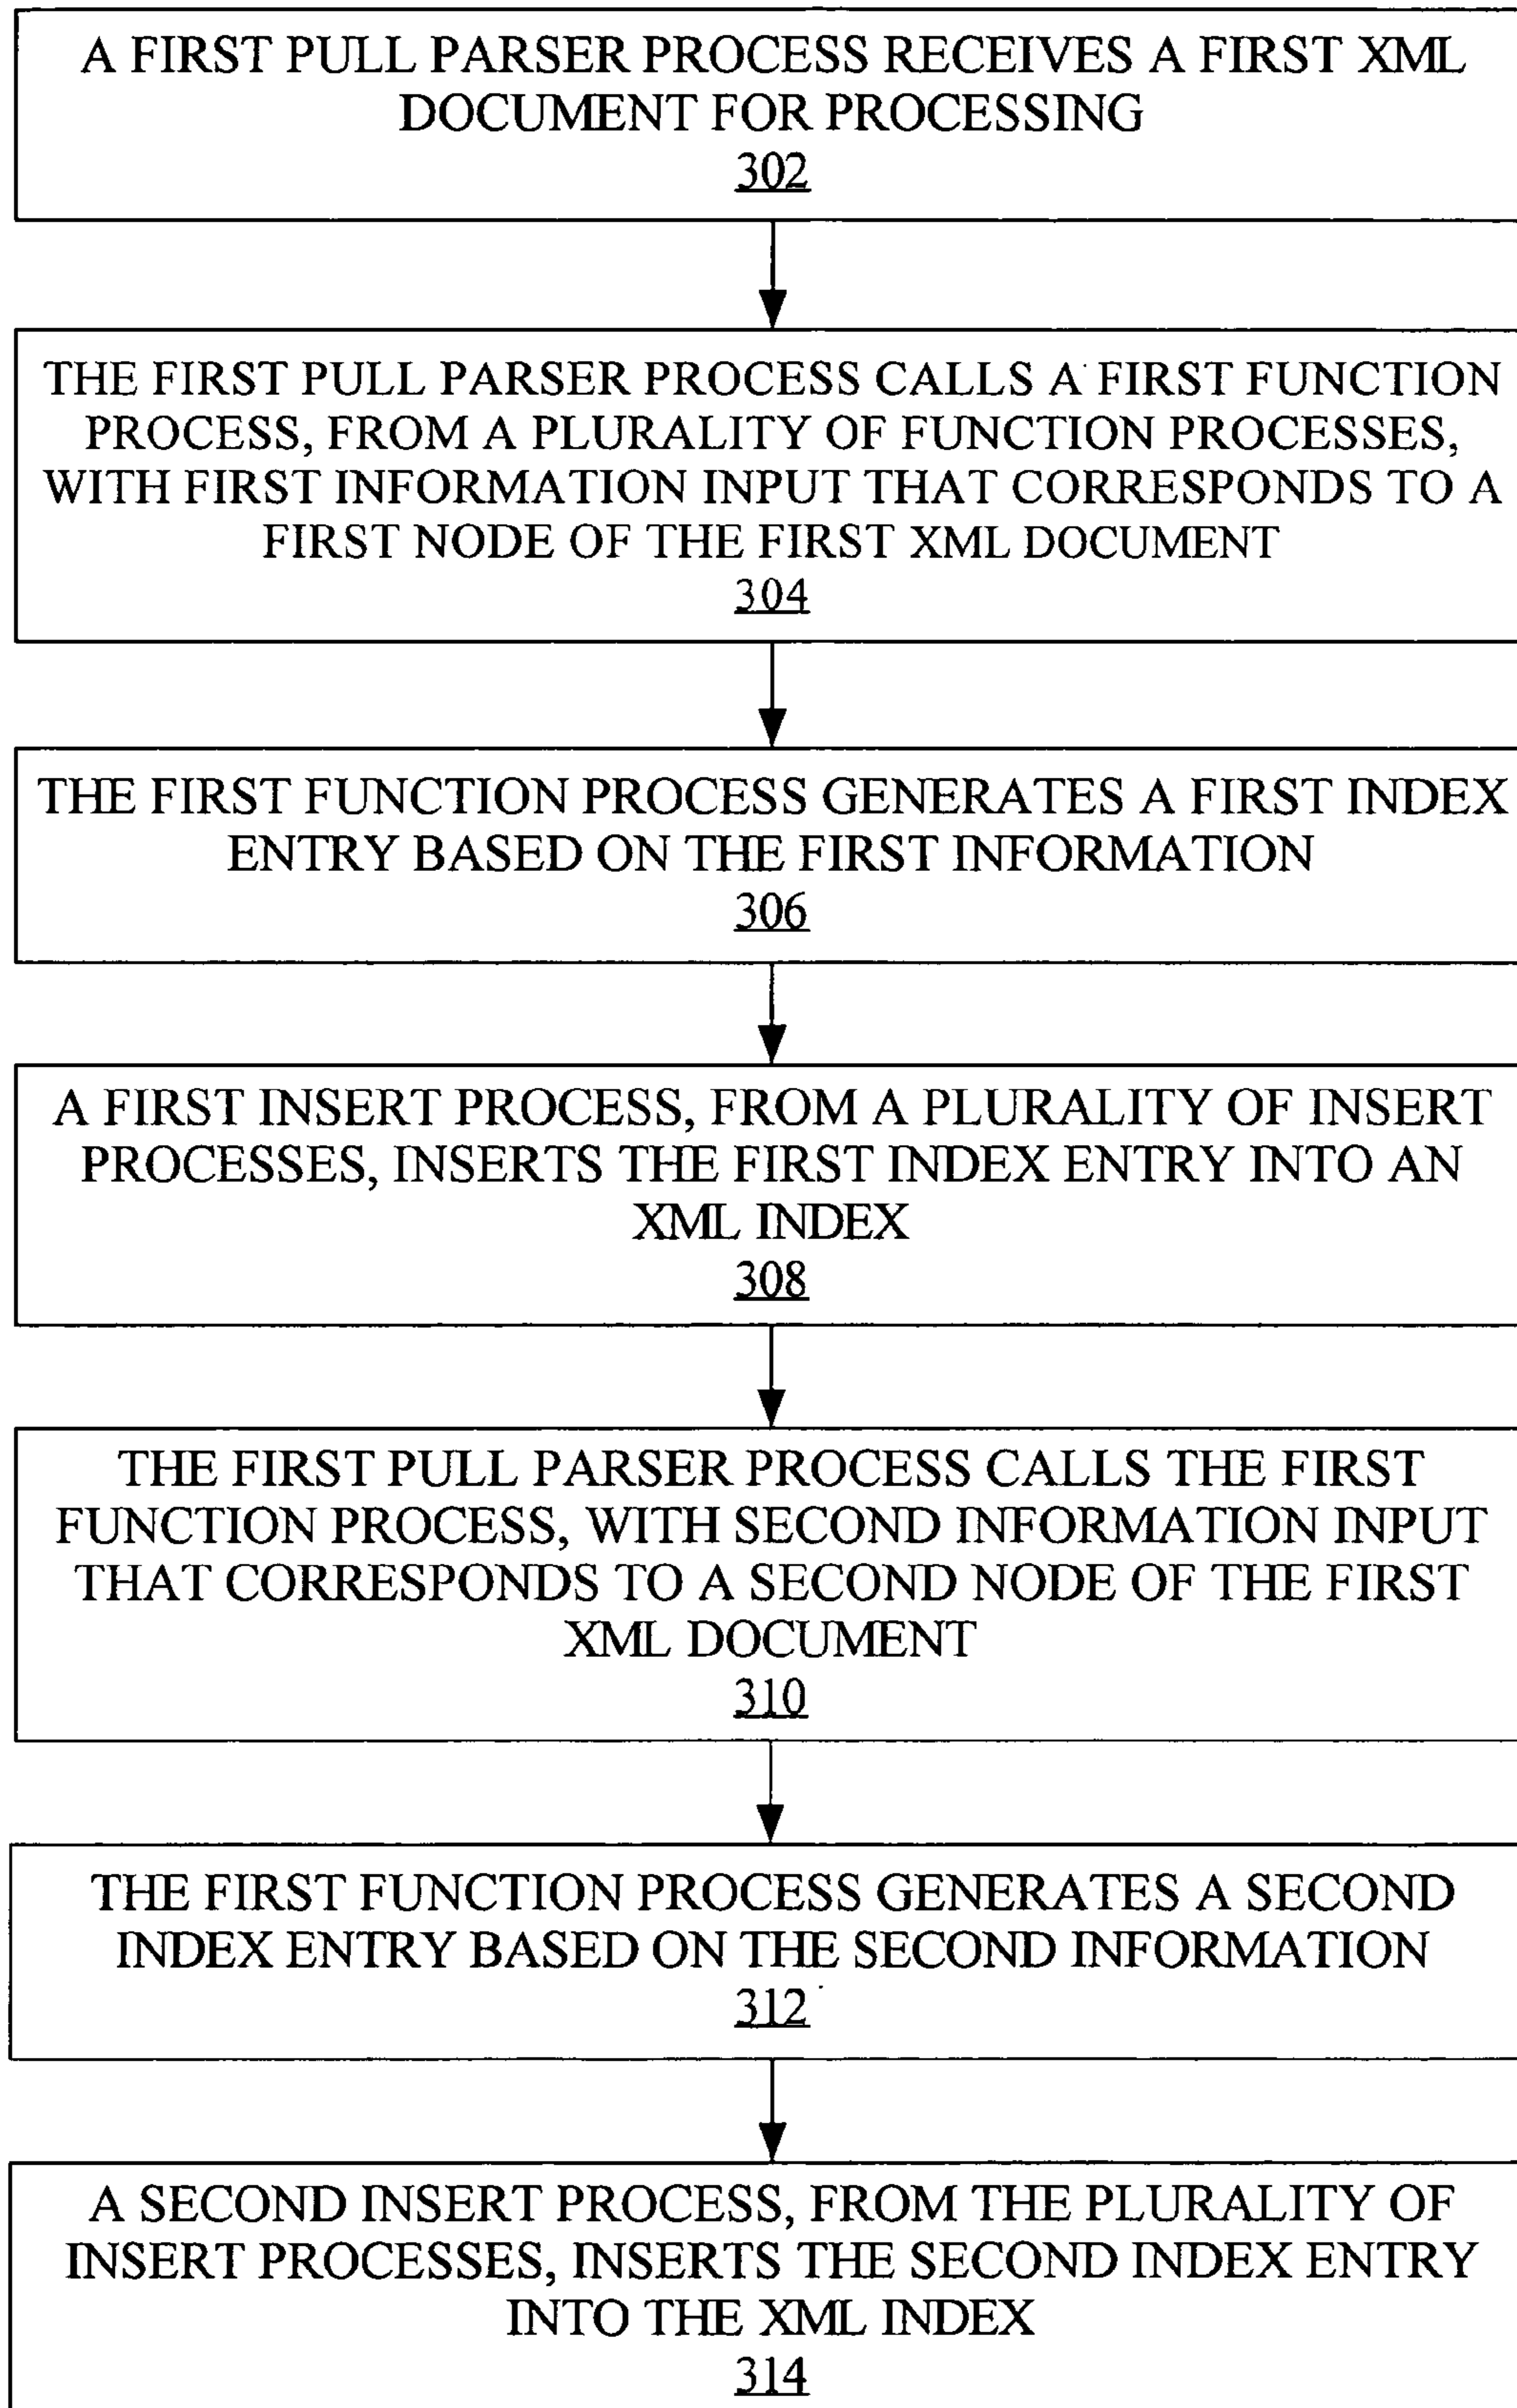 A FIRST PULL PARSER PROCESS RECEIVES A FIRST XML
DOCUMENT FOR PROCESSING
302
THE FIRST PULL PARSER PROCESS CALLS A FIRST FUNCTION
PROCESS, FROM A PLURALITY OF FUNCTION PROCESSES,
WITH FIRST INFORMATION INPUT THAT CORRESPONDS TO A
FIRST NODE OF THE FIRST XML DOCUMENT
304
THE FIRST FUNCTION PROCESS GENERATES A FIRST INDEX
ENTRY BASED ON THE FIRST INFORMATION
306
A FIRST INSERT PROCESS, FROM A PLURALITY OF INSERT
PROCESSES, INSERTS THE FIRST INDEX ENTRY INTO AN
XML INDEX
308
THE FIRST PULL PARSER PROCESS CALLS THE FIRST
FUNCTION PROCESS, WITH SECOND INFORMATION INPUT
THAT CORRESPONDS TO A SECOND NODE OF THE FIRST
XML DOCUMENT
310
THE FIRST FUNCTION PROCESS GENERATES A SECOND
INDEX ENTRY BASED ON THE SECOND INFORMATION
312
A SECOND INSERT PROCESS, FROM THE PLURALITY OF
INSERT PROCESSES, INSERTS THE SECOND INDEX ENTRY
INTO THE XML INDEX
314